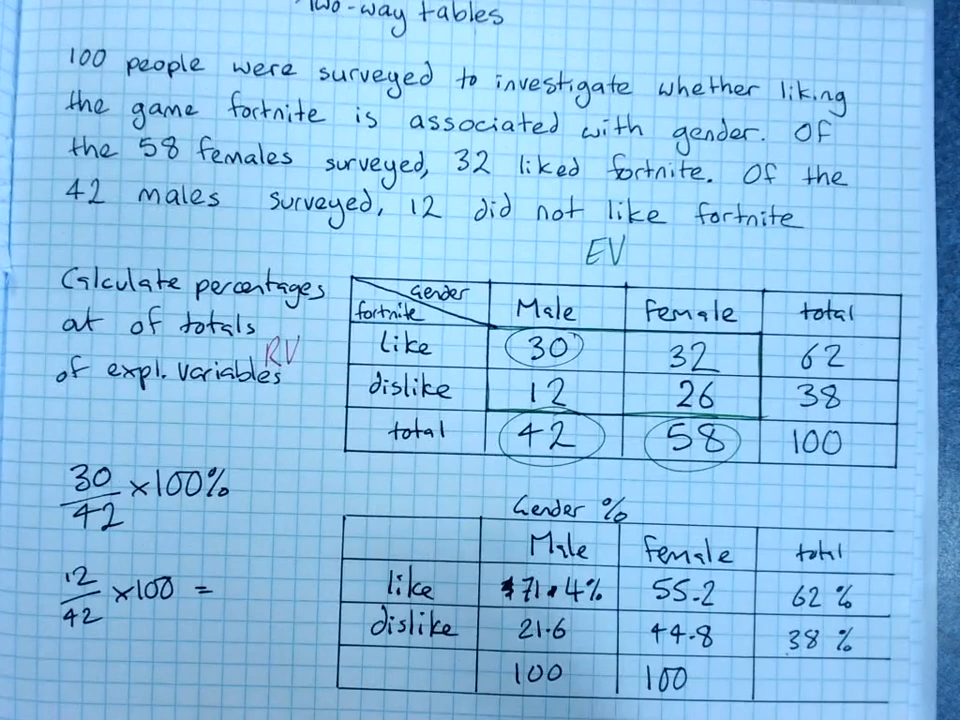 Two-way tables
100 people were surveyed to investigate whether liking
the game fortnite is associated with gender. Of
the 58 females surveyed, 32 liked fortnite. Of the
42 males surveyed, 12 did not like fortnite
EV
Calculate percentages
at of totals
RV
of expl. variables
Gender
fortnite Male female total
like 30 32 62
dislike 12 26 38
total 42 58 100
30/42 ×100%
12/42 ×100 =
Gender %
Male female total
like 71.4% 55.2 62 %
dislike 21.6 44.8 38 %
100 100